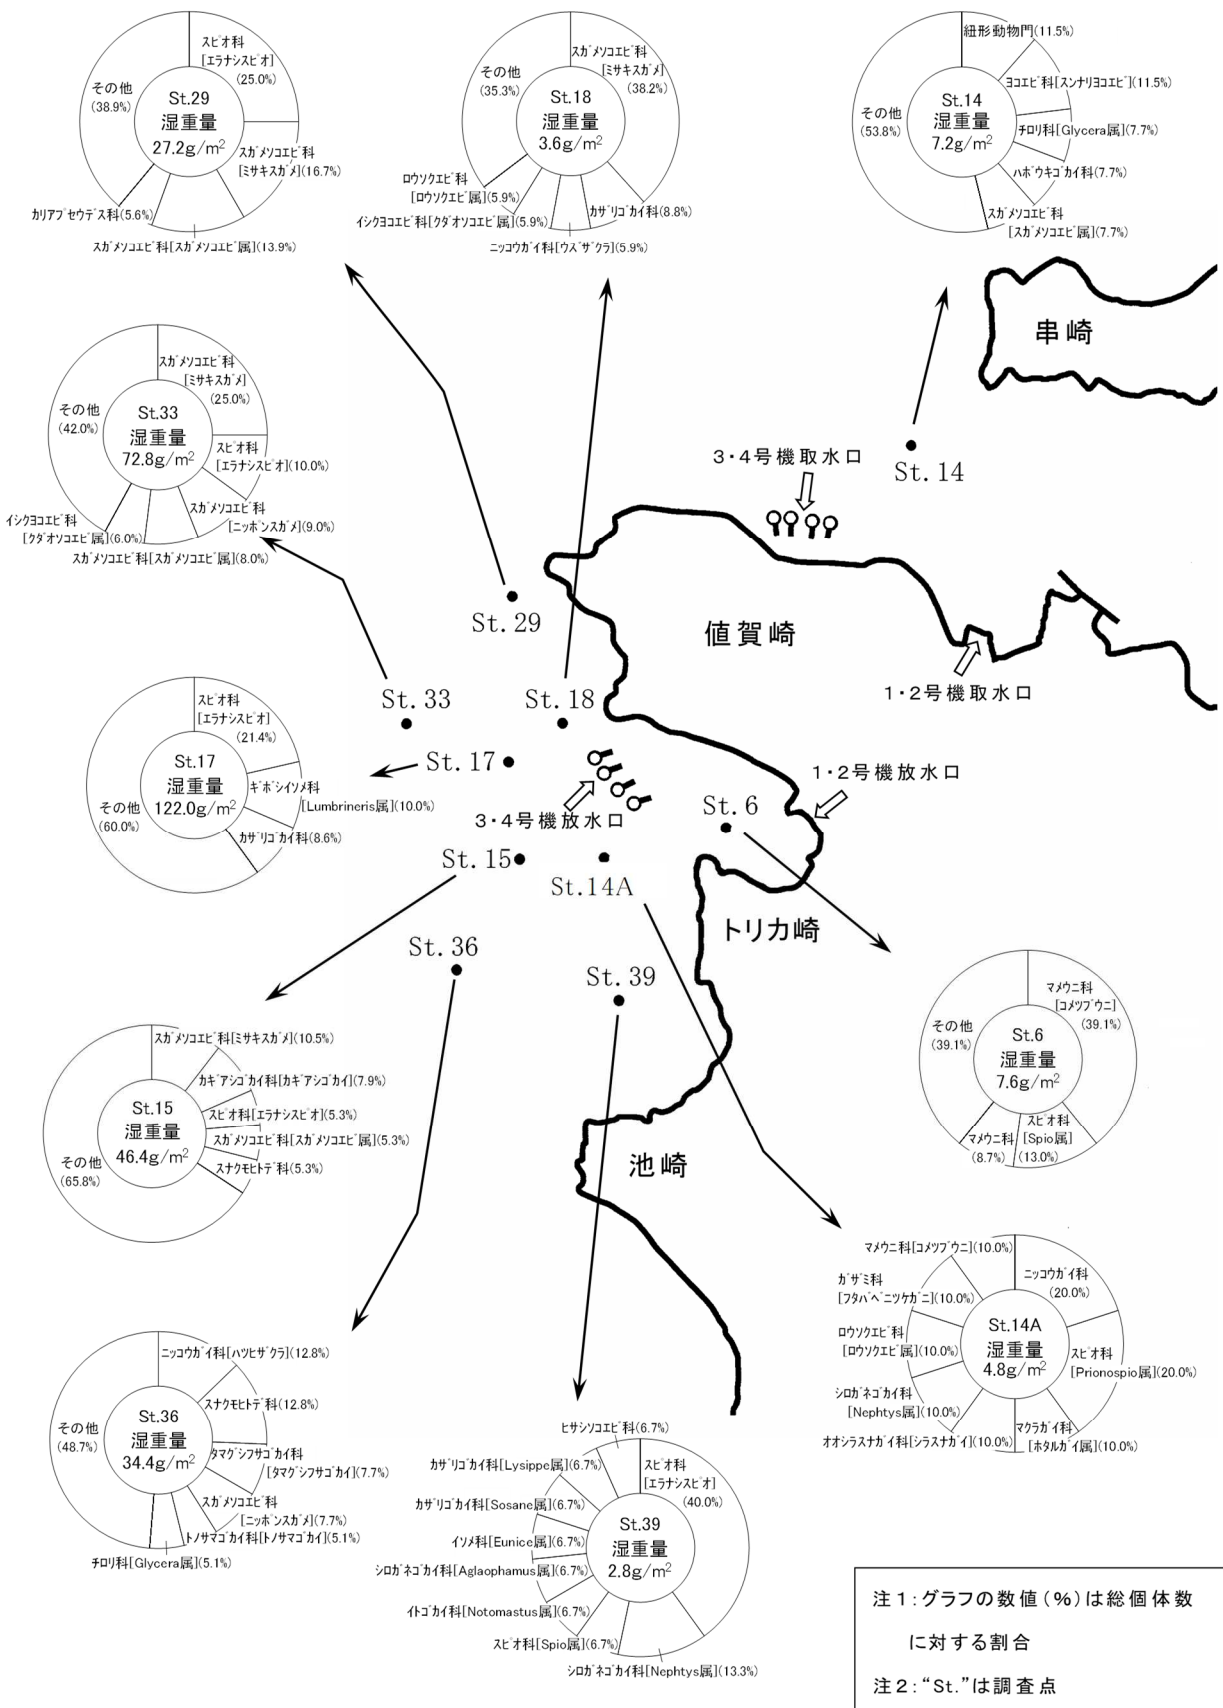 スピオ科
[エラナシスピオ]
(25.0%)
その他
(38.9%)
St.29
湿重量
27.2g/m²
スガメソコエビ科
[ミサキスガメ](16.7%)
カリアプセウデス科(5.6%)
スガメソコエビ科[スガメソコエビ属](13.9%)
スガメソコエビ科
[ミサキスガメ]
(38.2%)
その他
(35.3%)
St.18
湿重量
3.6g/m²
ロウソクエビ科
[ロウソクエビ属](5.9%)
カザリゴカイ科(8.8%)
イシクヨコエビ科[クダオソコエビ属](5.9%)
ニッコウガイ科[ウズザクラ](5.9%)
紐形動物門(11.5%)
ヨコエビ科[スンナリヨコエビ](11.5%)
その他
(53.8%)
St.14
湿重量
7.2g/m²
チロリ科[Glycera属](7.7%)
ハボウキゴカイ科(7.7%)
スガメソコエビ科
[スガメソコエビ属]
(7.7%)
串崎
スガメソコエビ科
[ミサキスガメ]
(25.0%)
その他
(42.0%)
St.33
湿重量
72.8g/m²
スピオ科
[エラナシスピオ](10.0%)
スガメソコエビ科
[ニッポンスガメ](9.0%)
イシクヨコエビ科
[クダオソコエビ属](6.0%)
スガメソコエビ科[スガメソコエビ属](8.0%)
3・4号機取水口
St.14
St.29
値賀崎
1・2号機取水口
St.33
St.18
St.17
1・2号機放水口
3・4号機放水口
St.6
スピオ科
[エラナシスピオ]
(21.4%)
St.17
湿重量
122.0g/m²
ギボシイソメ科
[Lumbrineris属](10.0%)
その他
(60.0%)
カザリゴカイ科(8.6%)
St.15
St.14A
トリカ崎
St.36
St.39
マメウニ科
[コメツブウニ]
(39.1%)
その他
(39.1%)
St.6
湿重量
7.6g/m²
マメウニ科
(8.7%)
スピオ科
[Spio属]
(13.0%)
スガメソコエビ科[ミサキスガメ](10.5%)
カギアシゴカイ科[カギアシゴカイ](7.9%)
スピオ科[エラナシスピオ](5.3%)
スガメソコエビ科[スガメソコエビ属](5.3%)
スナクモヒトデ科(5.3%)
St.15
湿重量
46.4g/m²
その他
(65.8%)
池崎
マメウニ科[コメツブウニ](10.0%)
ガザミ科
[フタバベニツケガニ](10.0%)
ニッコウガイ科
(20.0%)
ロウソクエビ科
[ロウソクエビ属](10.0%)
St.14A
湿重量
4.8g/m²
スピオ科
[Prionospio属](20.0%)
シロガネゴカイ科
[Nephtys属](10.0%)
オオシラスナガイ科[シラスナガイ](10.0%)
マクラガイ科
[ホタルガイ属](10.0%)
ニッコウガイ科[ハツヒザクラ](12.8%)
スナクモヒトデ科(12.8%)
その他
(48.7%)
St.36
湿重量
34.4g/m²
タマグシフサゴカイ科
[タマグシフサゴカイ](7.7%)
スガメソコエビ科
[ニッポンスガメ](7.7%)
トノサマゴカイ科[トノサマゴカイ](5.1%)
チロリ科[Glycera属](5.1%)
ヒサシソコエビ科(6.7%)
カザリゴカイ科[Lysippe属](6.7%)
スピオ科
[エラナシスピオ]
(40.0%)
カザリゴカイ科[Sosane属](6.7%)
イソメ科[Eunice属](6.7%)
シロガネゴカイ科[Aglaophamus属](6.7%)
イトゴカイ科[Notomastus属](6.7%)
スピオ科[Spio属](6.7%)
シロガネゴカイ科[Nephtys属](13.3%)
St.39
湿重量
2.8g/m²
注1:グラフの数値(%)は総個体数
に対する割合
注2:“St.”は調査点